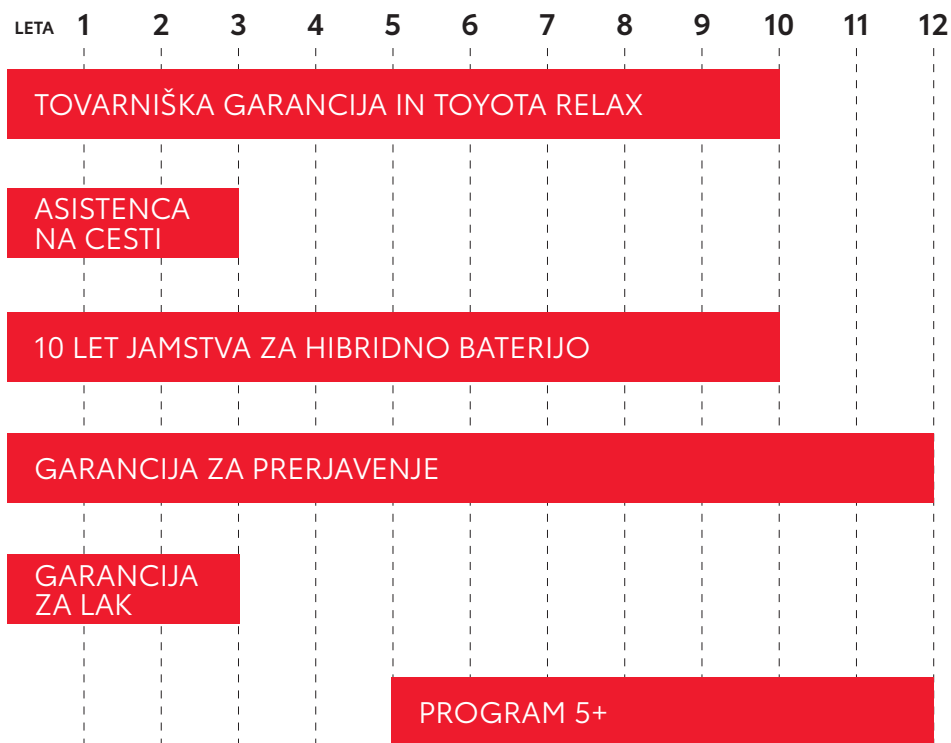 LETA 1 2 3 4 5 6 7 8 9 10 11 12
TOVARNIŠKA GARANCIJA IN TOYOTA RELAX
ASISTENCA
NA CESTI
10 LET JAMSTVA ZA HIBRIDNO BATERIJO
GARANCIJA ZA PRERJAVENJE
GARANCIJA
ZA LAK
PROGRAM 5+